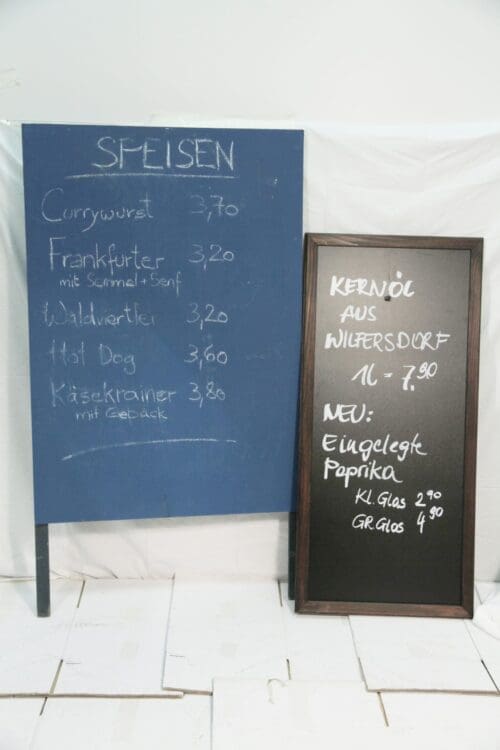 SPEISEN
Currywurst 3,70
Frankfurter 3,20
mit Semmel+Senf
Waldviertler 3,20
Hot Dog 3,60
Käsekrainer 3,80
mit Gebäck
KERNÖL
AUS
WILFERSDORF
1L = 7.90
NEU:
Eingelegte
Paprika
Kl. Glas 2 90
GR. Glas 4 90